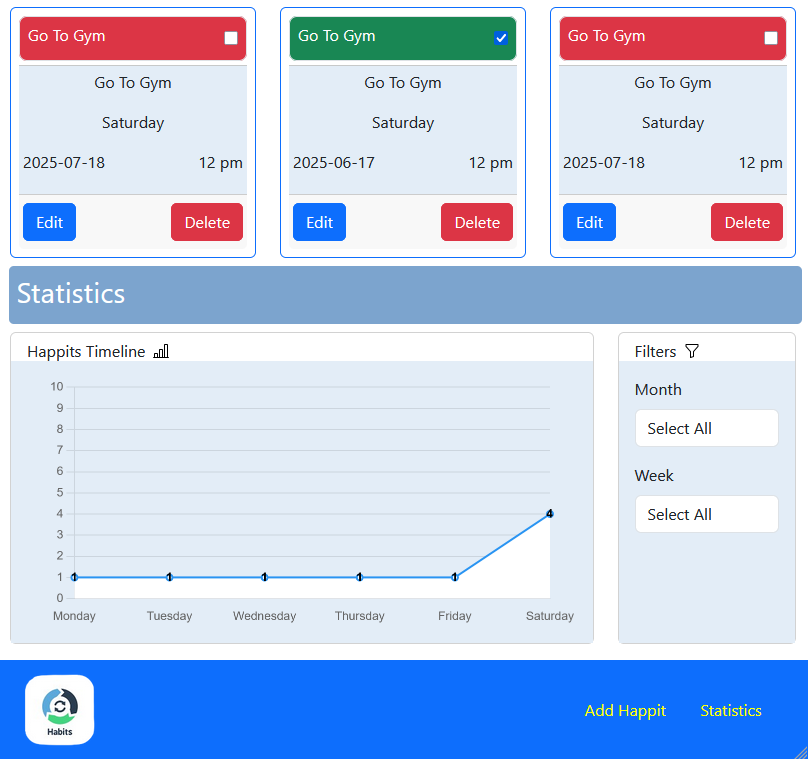 Go To Gym Go To Gym Go To Gym
Go To Gym Go To Gym Go To Gym
Saturday Saturday Saturday
2025-07-18 12 pm 2025-06-17 12 pm 2025-07-18 12 pm
Edit Delete Edit Delete Edit Delete
Statistics
Happits Timeline
10
9
8
7
6
5
4
3
2
1
0
1 1 1 1 1 4
Monday Tuesday Wednesday Thursday Friday Saturday
Filters
Month
Select All
Week
Select All
Habits
Add Happit Statistics